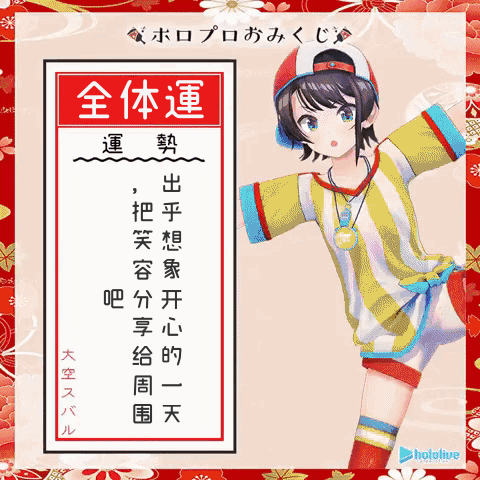 ホロプロおみくじ
全体運
運勢
出乎想象开心的一天
，把笑容分享给周围
吧
大空スバル
hololive